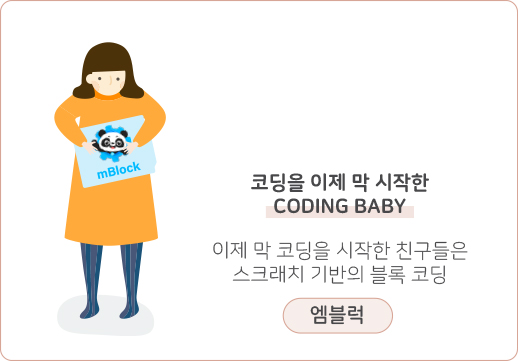 mBlock
코딩을 이제 막 시작한
CODING BABY
이제 막 코딩을 시작한 친구들은
스크래치 기반의 블록 코딩
엠블럭